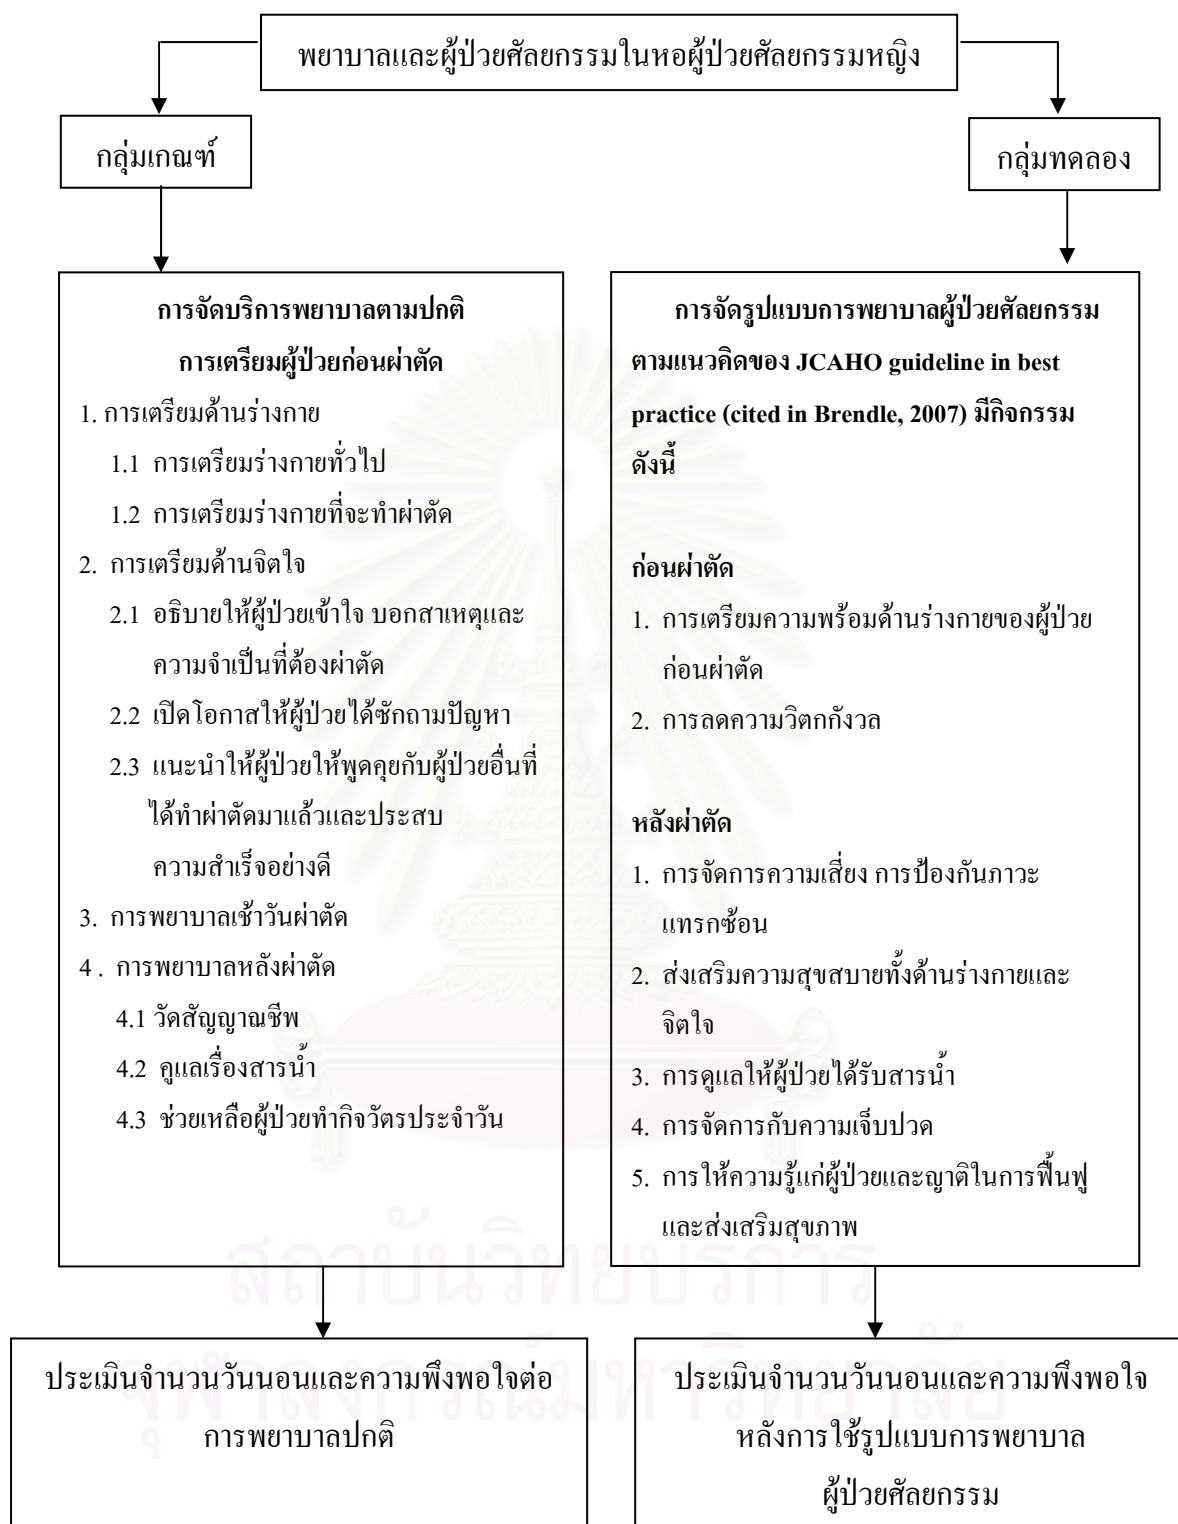 พยาบาลและผู้ป่วยศัลยกรรมในหอผู้ป่วยศัลยกรรมหญิง
กลุ่มเกณฑ์
กลุ่มทดลอง
การจัดบริการพยาบาลตามปกติ
การเตรียมผู้ป่วยก่อนผ่าตัด
1. การเตรียมด้านร่างกาย
1.1 การเตรียมร่างกายทั่วไป
1.2 การเตรียมร่างกายที่จะทำผ่าตัด
2. การเตรียมด้านจิตใจ
2.1 อธิบายให้ผู้ป่วยเข้าใจ บอกสาเหตุและ
ความจำเป็นที่ต้องผ่าตัด
2.2 เปิดโอกาสให้ผู้ป่วยได้ซักถามปัญหา
2.3 แนะนำให้ผู้ป่วยให้พูดคุยกับผู้ป่วยอื่นที่
ได้ทำผ่าตัดมาแล้วและประสบ
ความสำเร็จอย่างดี
3. การพยาบาลเช้าวันผ่าตัด
4 . การพยาบาลหลังผ่าตัด
4.1 วัดสัญญาณชีพ
4.2 ดูแลเรื่องสารน้ำ
4.3 ช่วยเหลือผู้ป่วยทำกิจวัตรประจำวัน
การจัดรูปแบบการพยาบาลผู้ป่วยศัลยกรรม
ตามแนวคิดของ JCAHO guideline in best
practice (cited in Brendle, 2007) มีกิจกรรม
ดังนี้
ก่อนผ่าตัด
1. การเตรียมความพร้อมด้านร่างกายของผู้ป่วย
ก่อนผ่าตัด
2. การลดความวิตกกังวล
หลังผ่าตัด
1. การจัดการความเสี่ยง การป้องกันภาวะ
แทรกซ้อน
2. ส่งเสริมความสุขสบายทั้งด้านร่างกายและ
จิตใจ
3. การดูแลให้ผู้ป่วยได้รับสารน้ำ
4. การจัดการกับความเจ็บปวด
5. การให้ความรู้แก่ผู้ป่วยและญาติในการฟื้นฟู
และส่งเสริมสุขภาพ
ประเมินจำนวนวันนอนและความพึงพอใจต่อ
การพยาบาลปกติ
ประเมินจำนวนวันนอนและความพึงพอใจ
หลังการใช้รูปแบบการพยาบาล
ผู้ป่วยศัลยกรรม
สถาบันวิทยบริการ
จุฬาลงกรณ์มหาวิทยาลัย